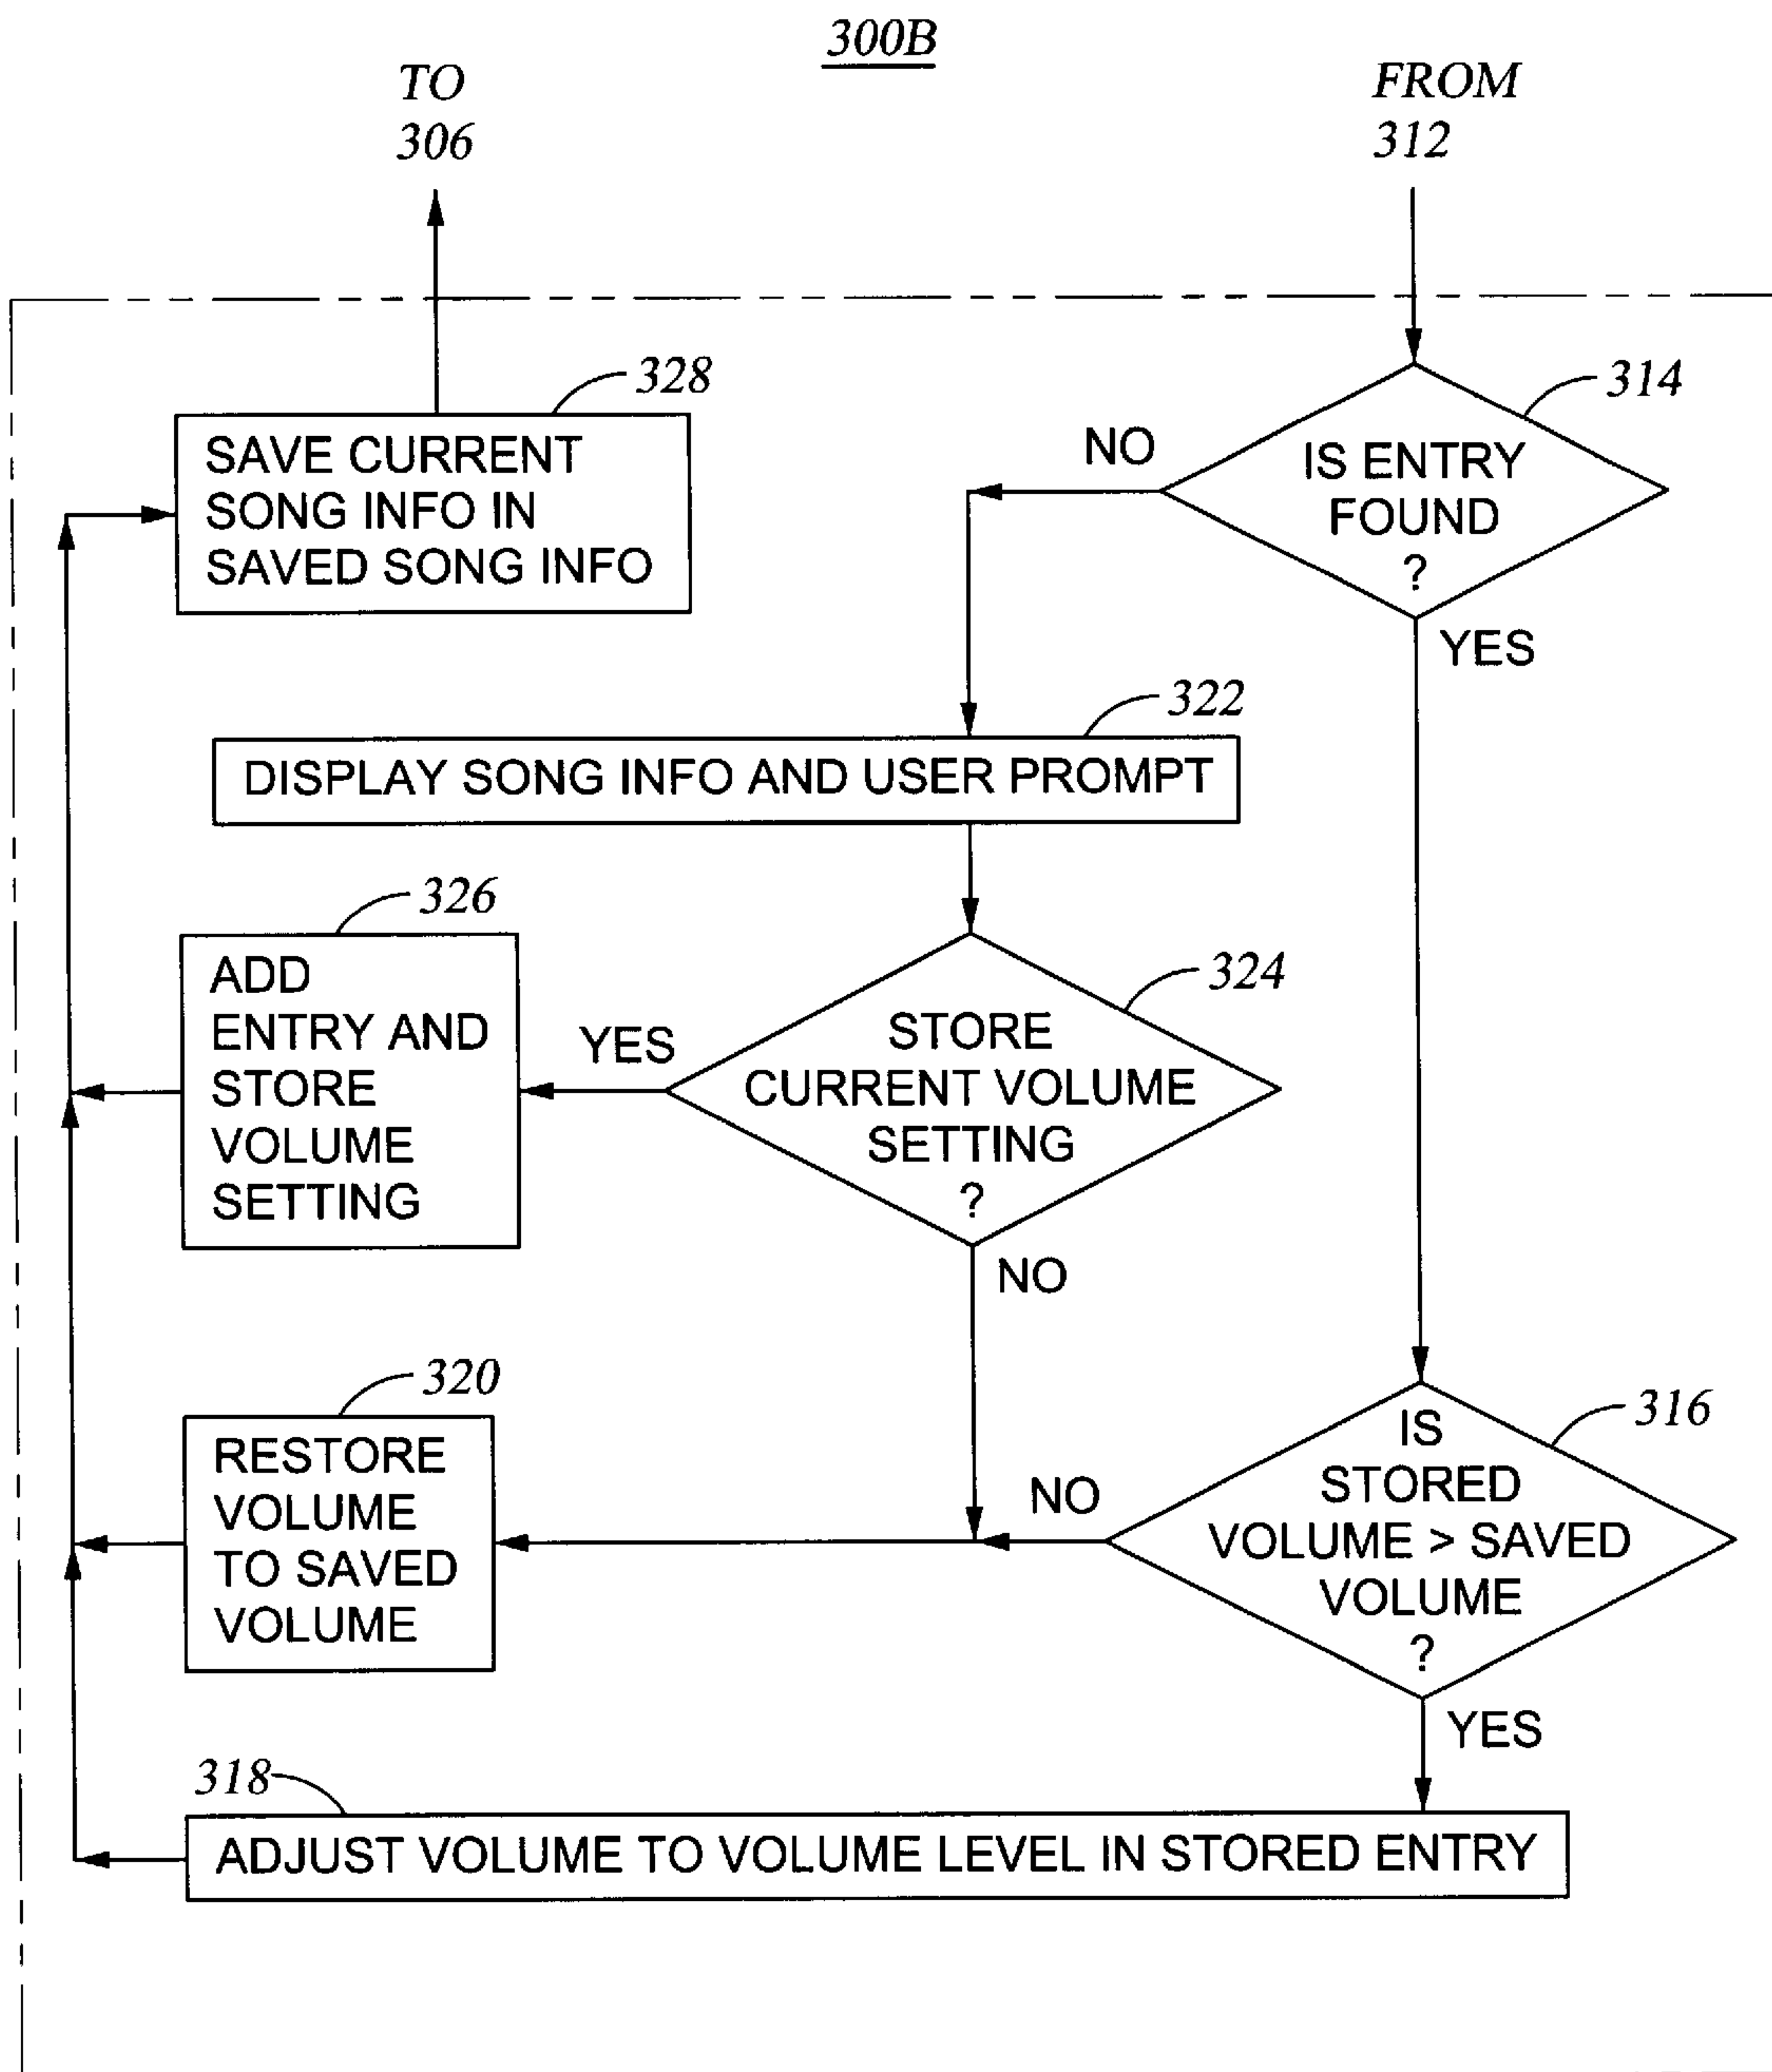 300B
TO
306
FROM
312
328
SAVE CURRENT
SONG INFO IN
SAVED SONG INFO
314
IS ENTRY
FOUND
?
NO
YES
322
DISPLAY SONG INFO AND USER PROMPT
326
ADD
ENTRY AND
STORE
VOLUME
SETTING
YES
324
STORE
CURRENT VOLUME
SETTING
?
NO
320
RESTORE
VOLUME
TO SAVED
VOLUME
NO
316
IS
STORED
VOLUME > SAVED
VOLUME
?
YES
318
ADJUST VOLUME TO VOLUME LEVEL IN STORED ENTRY